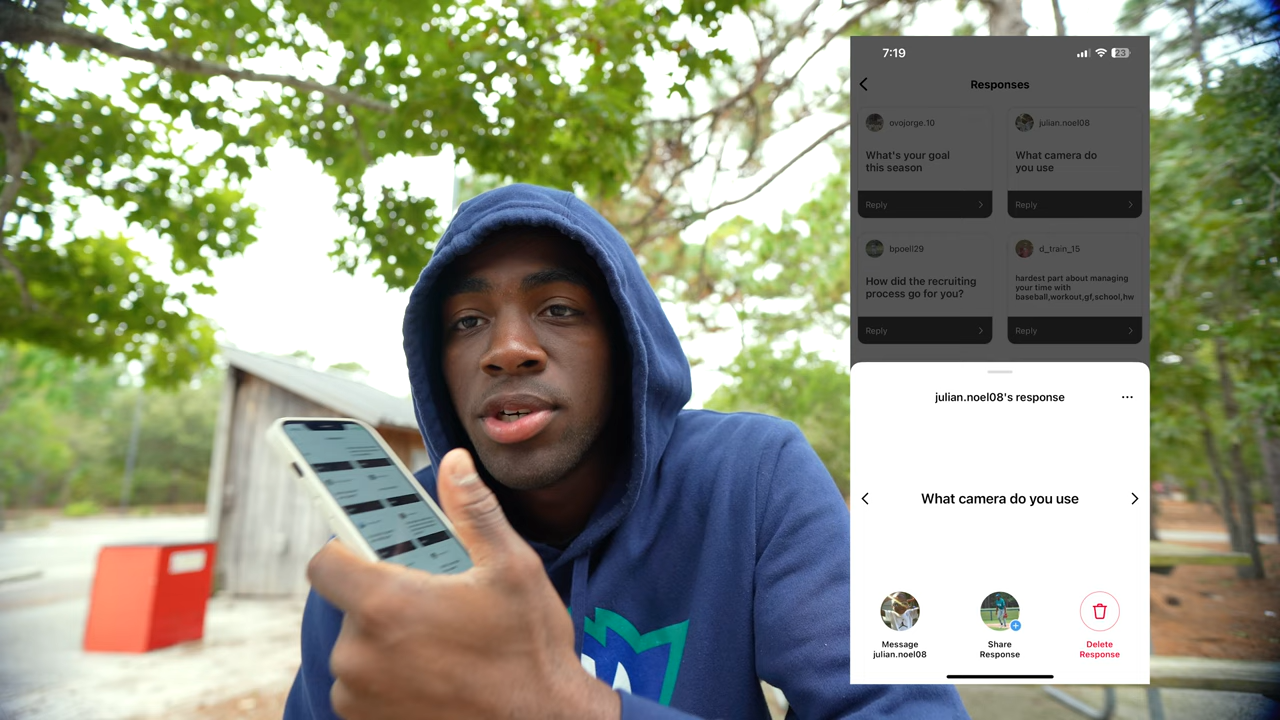 7:19
23
Responses
ovojorge.10
What's your goal
this season
Reply
julian.noel08
What camera do
you use
Reply
bpoell29
How did the recruiting
process go for you?
Reply
d_train_15
hardest part about managing
your time with
baseball,workout,gf,school,hw
Reply
julian.noel08's response
What camera do you use
Message
julian.noel08
Share
Response
Delete
Response